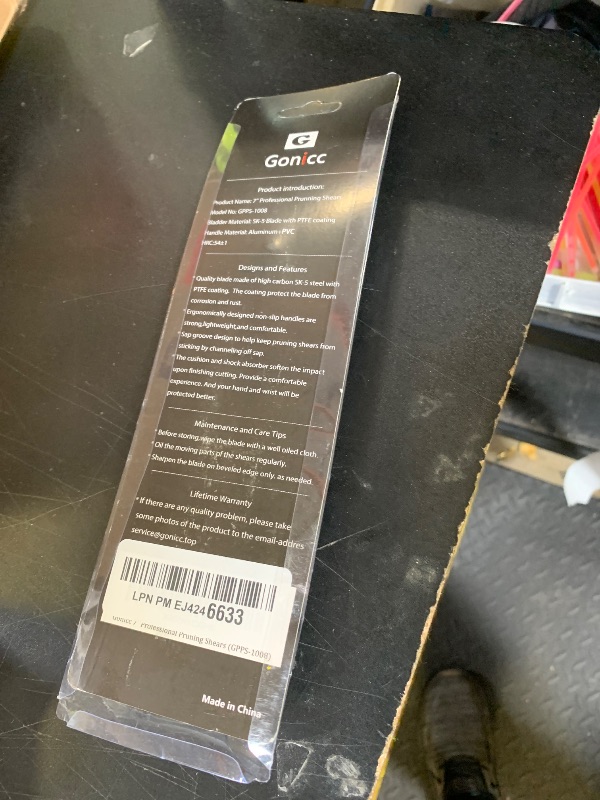 G
Gonicc
Product introduction:
Product Name: 7" Professional Prunning Shears
Model No: GPPS-1008
Bladder Material: SK-5 Blade with PTFE coating
Handle Material: Aluminum+PVC
HRC:54±1
Designs and Features
* Quality blade made of high carbon SK-5 steel with
PTFE coating. The coating protect the blade from
corrosion and rust.
* Ergonomically designed non-slip handles are
strong,lightweight,and comfortable.
* Sap groove design to help keep pruning shears from
sticking by channeling off sap.
* The cushion and shock absorber soften the impact
upon finishing cutting. Provide a comfortable
experience. And your hand and wrist will be
protected better.
Maintenance and Care Tips
* Before storing,wipe the blade with a well oiled cloth.
* Oil the moving parts of the shears regularly.
* Sharpen the blade on beveled edge only, as needed.
Lifetime Warranty
* If there are any quality problem, please take
some photos of the product to the email-addres
service@gonicc.top
LPN PM EJ4246633
Gonicc 7" Professional Pruning Shears (GPPS-1008)
Made in China